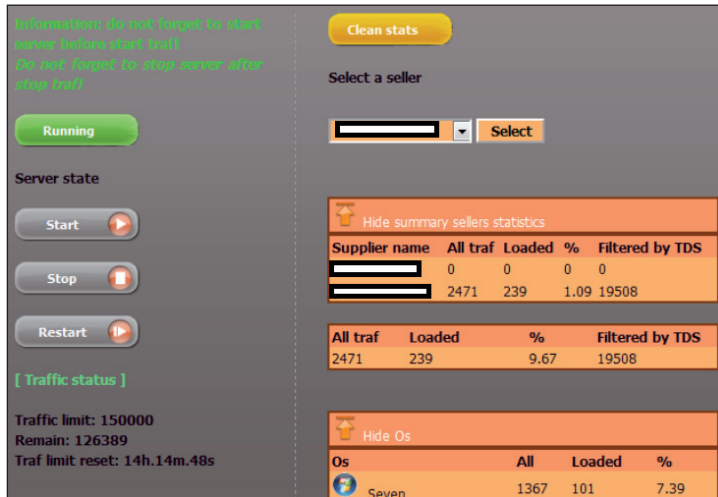 Information: do not forget to start
server before start traf!
Do not forget to stop server after
stop traf!
Running
Server state
Start
Stop
Restart
[ Traffic status ]
Traffic limit: 150000
Remain: 126389
Traf limit reset: 14h.14m.48s
Clean stats
Select a seller
Select
Hide summary sellers statistics
Supplier name All traf Loaded % Filtered by TDS
0 0 0 0
2471 239 1.09 19508
All traf Loaded % Filtered by TDS
2471 239 9.67 19508
Hide Os
Os All Loaded %
Seven 1367 101 7.39